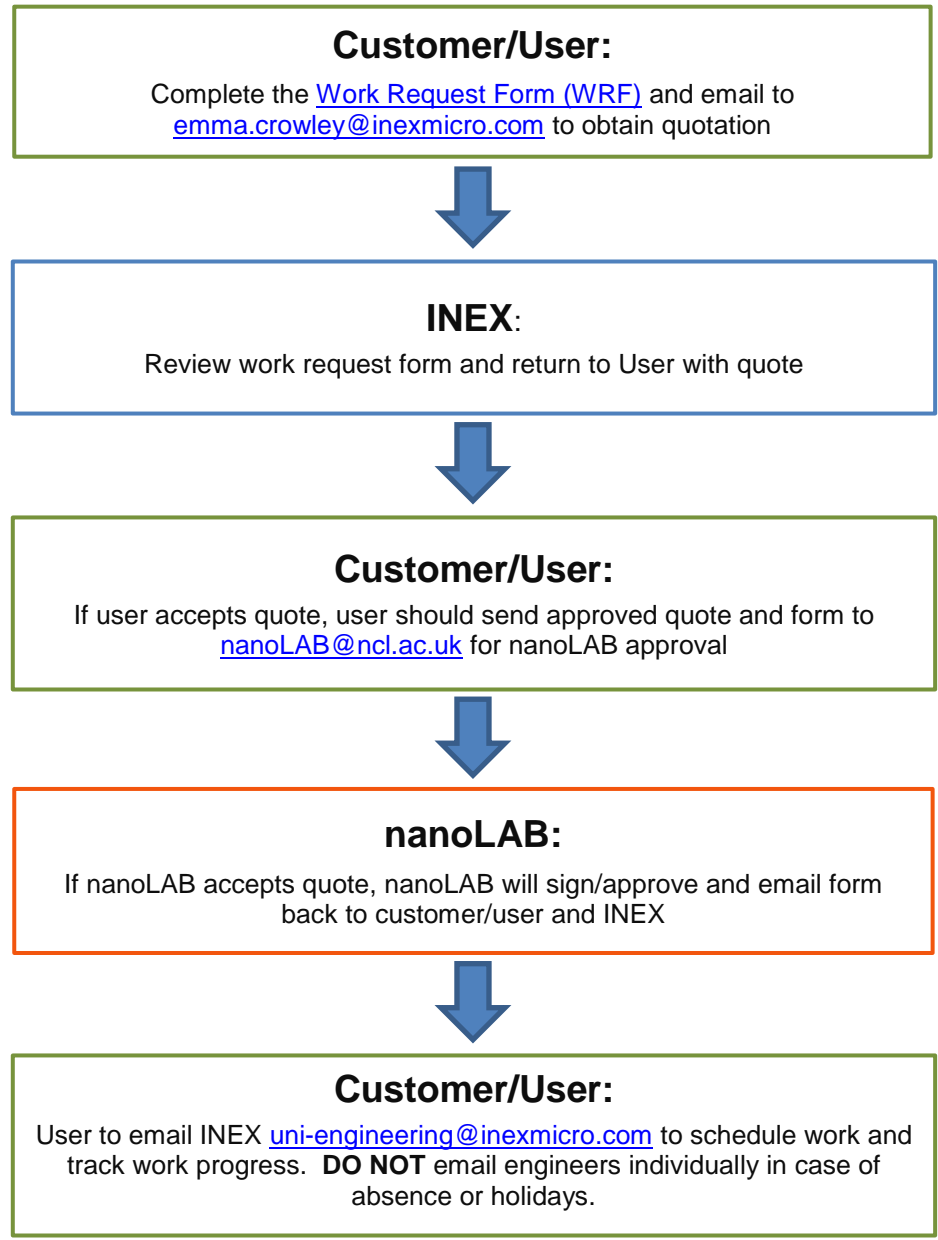 Customer/User:
Complete the Work Request Form (WRF) and email to
emma.crowley@inexmicro.com to obtain quotation
INEX:
Review work request form and return to User with quote
Customer/User:
If user accepts quote, user should send approved quote and form to
nanoLAB@ncl.ac.uk for nanoLAB approval
nanoLAB:
If nanoLAB accepts quote, nanoLAB will sign/approve and email form
back to customer/user and INEX
Customer/User:
User to email INEX uni-engineering@inexmicro.com to schedule work and
track work progress.  DO NOT email engineers individually in case of
absence or holidays.